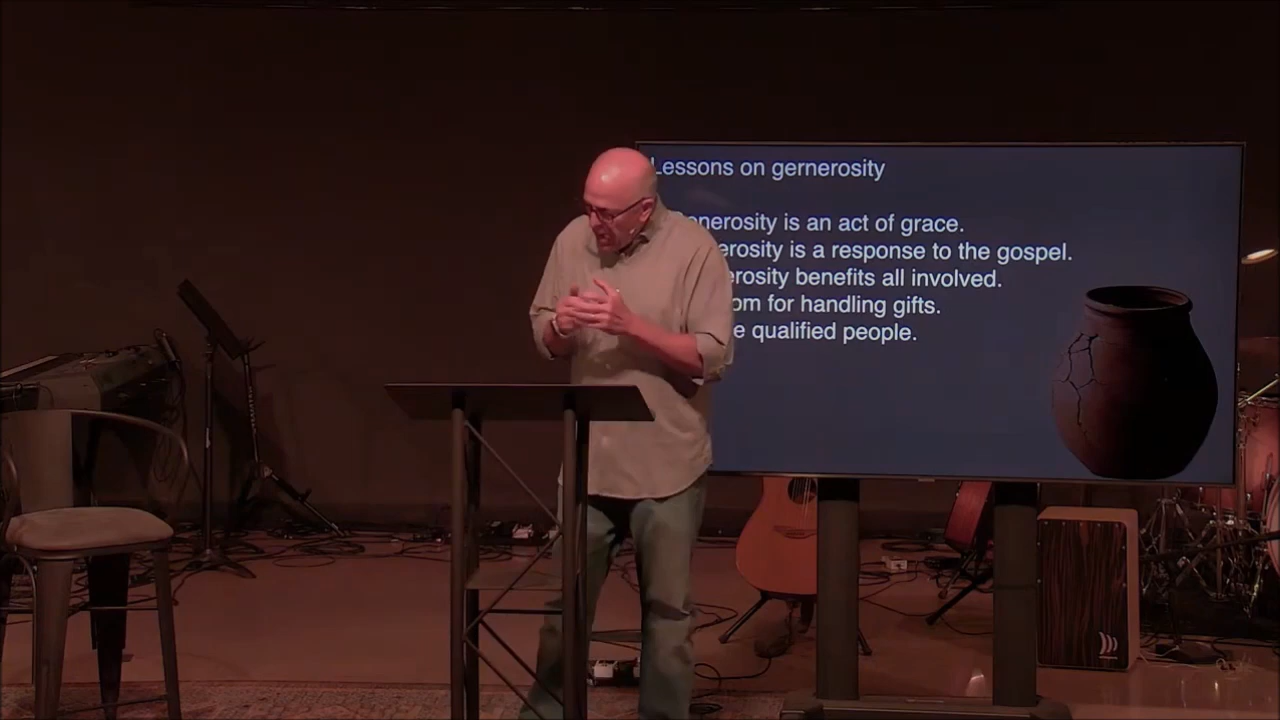 Lessons on gernerosity
enerosity is an act of grace.
erosity is a response to the gospel.
erosity benefits all involved.
om for handling gifts.
e qualified people.